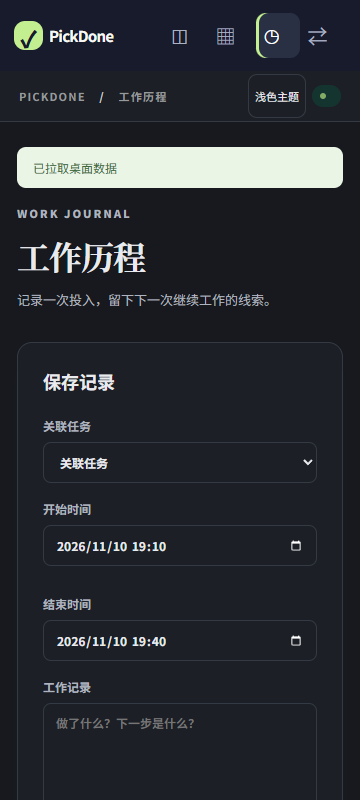 PickDone
PICKDONE / 工作历程
浅色主题
已拉取桌面数据
WORK JOURNAL
工作历程
记录一次投入，留下下一次继续工作的线索。
保存记录
关联任务
关联任务
开始时间
2026/11/10 19:10
结束时间
2026/11/10 19:40
工作记录
做了什么？下一步是什么？